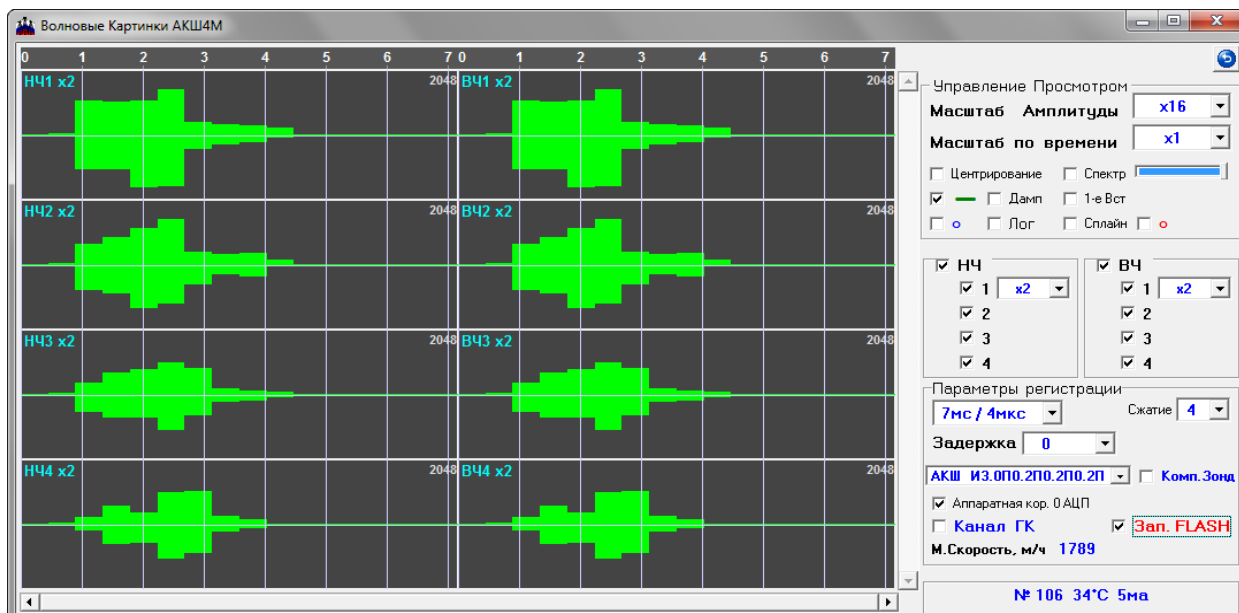 Волновые Картинки АКШ4М
0 1 2 3 4 5 6 7 0 1 2 3 4 5 6 7
НЧ1 x2 2048 ВЧ1 x2 2048
НЧ2 x2 2048 ВЧ2 x2 2048
НЧ3 x2 2048 ВЧ3 x2 2048
НЧ4 x2 2048 ВЧ4 x2 2048
Управление Просмотром
Масштаб Амплитуды x16
Масштаб по времени x1
Центрирование Спектр
Дамп 1-е Вст
о Лог Сплайн о
НЧ ВЧ
1 x2 1 x2
2 2
3 3
4 4
Параметры регистрации
7мс / 4мкс Сжатие 4
Задержка 0
АКШ И3.0П0.2П0.2П0.2П Комп.Зонд
Аппаратная кор. 0 АЦП
Канал ГК Зап. FLASH
М.Скорость, м/ч 1789
№ 106 34°С 5ма